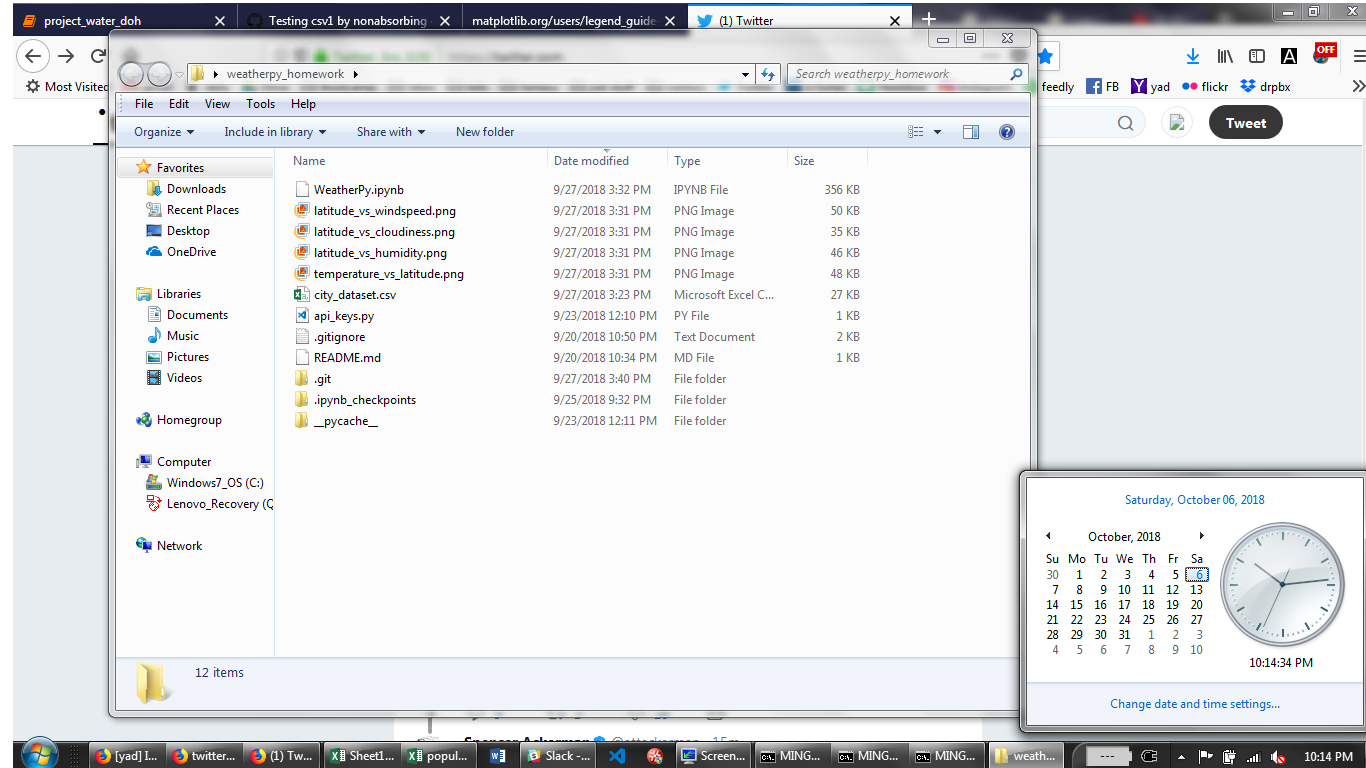 project_water_doh
Testing csv1 by nonabsorbing
matplotlib.org/users/legend_guide
(1) Twitter
weatherpy_homework
Search weatherpy_homework
OFF
Most Visited
feedly
FB
yad
flickr
drpbx
File Edit View Tools Help
Organize
Include in library
Share with
New folder
Tweet
Name Date modified Type Size
Favorites
Downloads
Recent Places
Desktop
OneDrive
Libraries
Documents
Music
Pictures
Videos
Homegroup
Computer
Windows7_OS (C:)
Lenovo_Recovery (Q
Network
WeatherPy.ipynb 9/27/2018 3:32 PM IPYNB File 356 KB
latitude_vs_windspeed.png 9/27/2018 3:31 PM PNG Image 50 KB
latitude_vs_cloudiness.png 9/27/2018 3:31 PM PNG Image 35 KB
latitude_vs_humidity.png 9/27/2018 3:31 PM PNG Image 46 KB
temperature_vs_latitude.png 9/27/2018 3:31 PM PNG Image 48 KB
city_dataset.csv 9/27/2018 3:23 PM Microsoft Excel C... 27 KB
api_keys.py 9/23/2018 12:10 PM PY File 1 KB
.gitignore 9/20/2018 10:50 PM Text Document 2 KB
README.md 9/20/2018 10:34 PM MD File 1 KB
.git 9/27/2018 3:40 PM File folder
.ipynb_checkpoints 9/25/2018 9:32 PM File folder
__pycache__ 9/23/2018 12:11 PM File folder
12 items
Saturday, October 06, 2018
October, 2018
Su Mo Tu We Th Fr Sa
30 1 2 3 4 5 6
7 8 9 10 11 12 13
14 15 16 17 18 19 20
21 22 23 24 25 26 27
28 29 30 31 1 2 3
4 5 6 7 8 9 10
10:14:34 PM
Change date and time settings...
[yad] I...
twitter...
(1) Tw...
Sheet1...
popul...
Slack -...
Screen...
MING...
MING...
MING...
weath...
10:14 PM